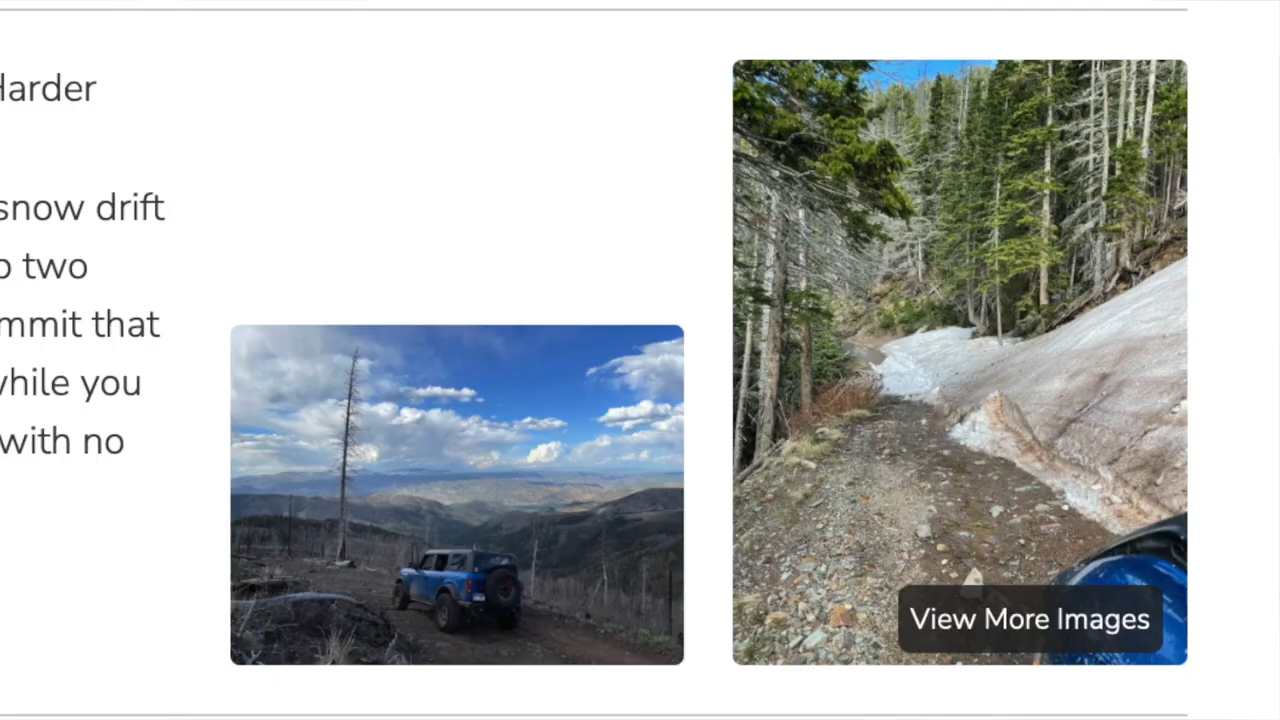 Harder
snow drift
two
mmit that
while you
with no
View More Images